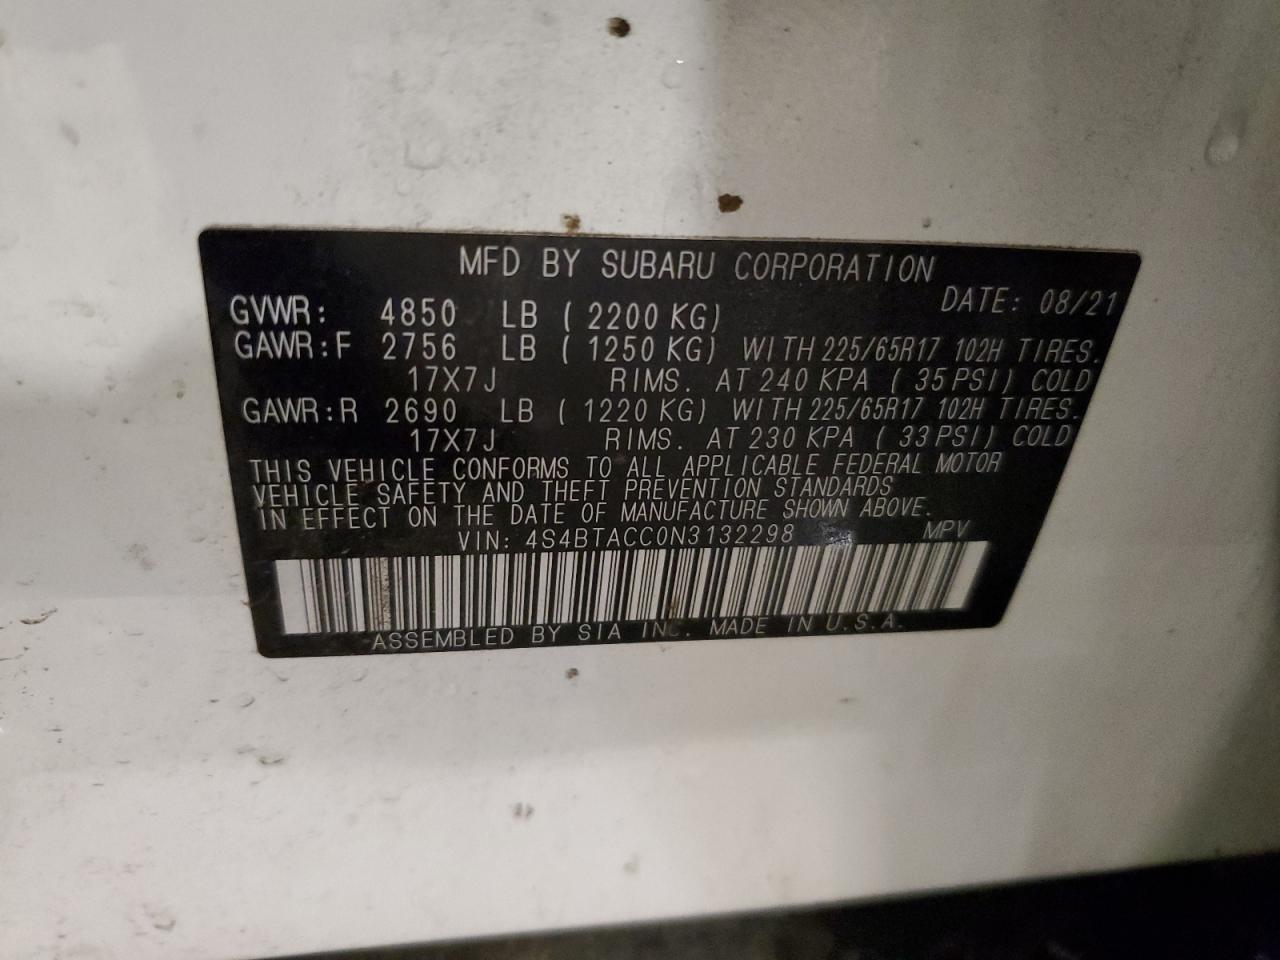 MFD BY SUBARU CORPORATION
DATE: 08/21
GVWR: 4850 LB ( 2200 KG)
GAWR:F 2756 LB ( 1250 KG) WITH 225/65R17 102H TIRES.
17X7J RIMS. AT 240 KPA ( 35 PSI) COLD
GAWR:R 2690 LB ( 1220 KG) WITH 225/65R17 102H TIRES.
17X7J RIMS. AT 230 KPA ( 33 PSI) COLD
THIS VEHICLE CONFORMS TO ALL APPLICABLE FEDERAL MOTOR
VEHICLE SAFETY AND THEFT PREVENTION STANDARDS
IN EFFECT ON THE DATE OF MANUFACTURE SHOWN ABOVE.
VIN: 4S4BTACC0N3132298 MPV
ASSEMBLED BY SIA INC. MADE IN U.S.A.